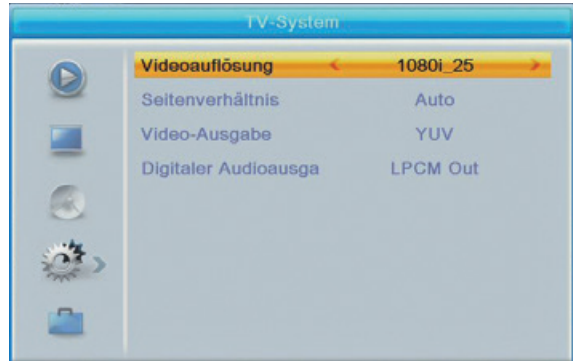 TV-System
Videoauflösung 1080i_25
Seitenverhältnis Auto
Video-Ausgabe YUV
Digitaler Audioausga LPCM Out